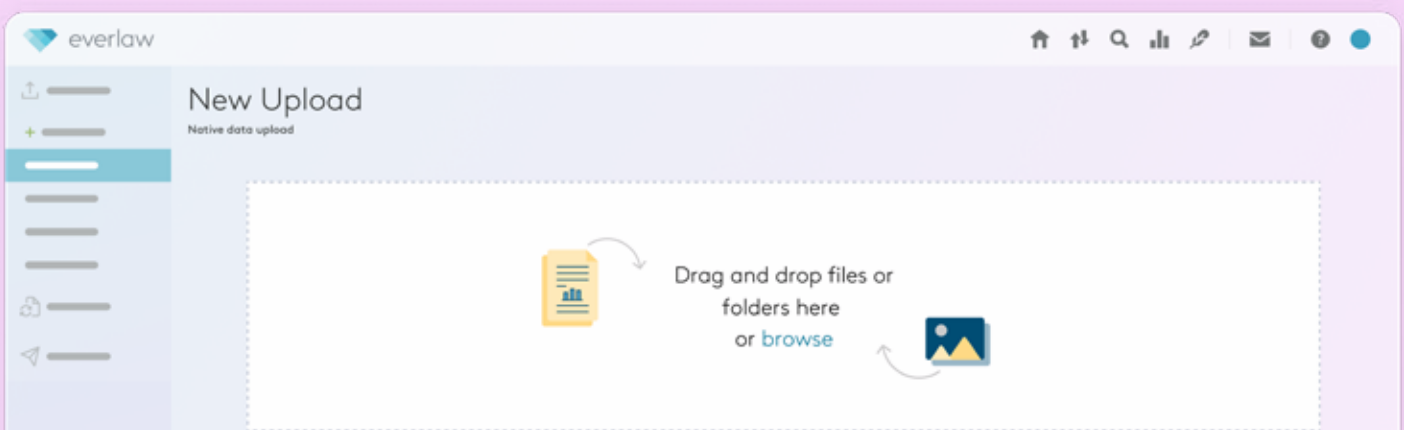 everlaw
New Upload
Native data upload
Drag and drop files or
folders here
or browse